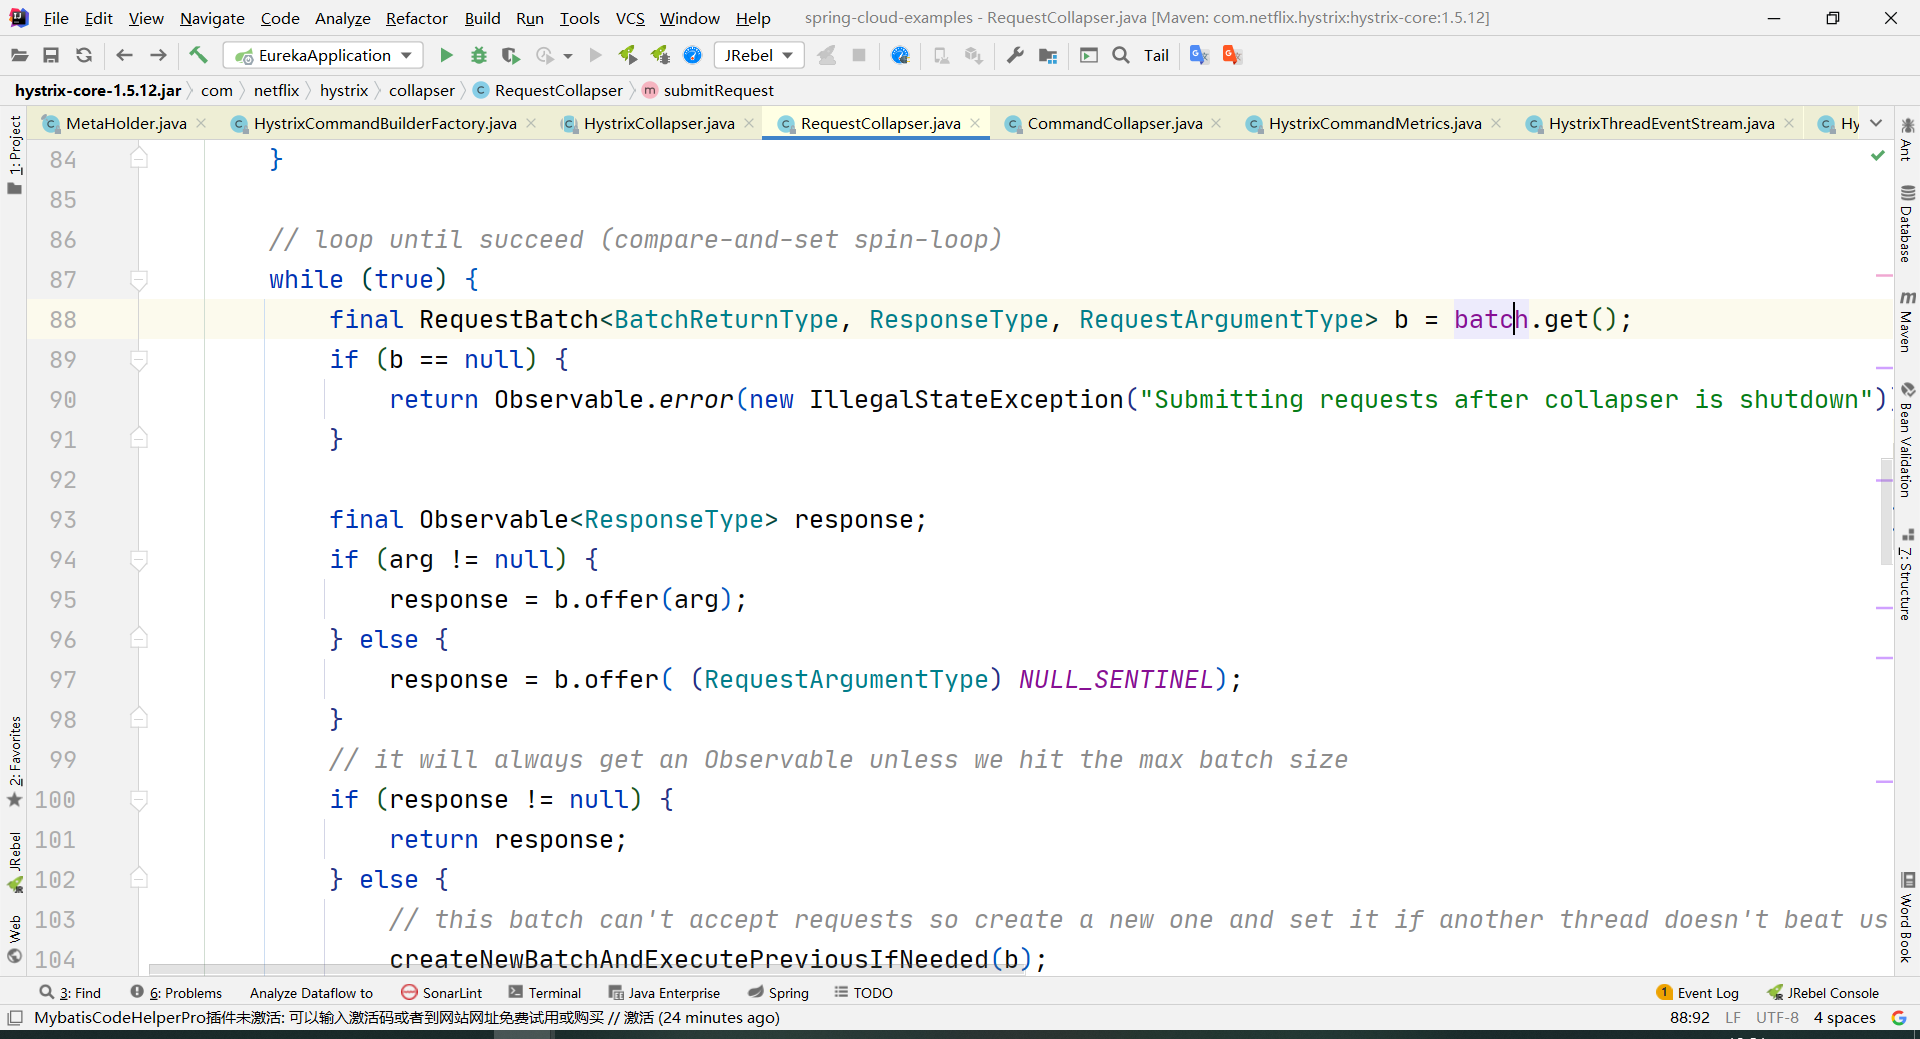 File Edit View Navigate Code Analyze Refactor Build Run Tools VCS Window Help spring-cloud-examples - RequestCollapser.java [Maven: com.netflix.hystrix:hystrix-core:1.5.12]
EurekaApplication JRebel Tail
hystrix-core-1.5.12.jar com netflix hystrix collapser RequestCollapser submitRequest
MetaHolder.java HystrixCommandBuilderFactory.java HystrixCollapser.java RequestCollapser.java CommandCollapser.java HystrixCommandMetrics.java HystrixThreadEventStream.java Hy
84 }
85
86 // loop until succeed (compare-and-set spin-loop)
87 while (true) {
88 final RequestBatch<BatchReturnType, ResponseType, RequestArgumentType> b = batch.get();
89 if (b == null) {
90 return Observable.error(new IllegalStateException("Submitting requests after collapser is shutdown"))
91 }
92
93 final Observable<ResponseType> response;
94 if (arg != null) {
95 response = b.offer(arg);
96 } else {
97 response = b.offer( (RequestArgumentType) NULL_SENTINEL);
98 }
99 // it will always get an Observable unless we hit the max batch size
100 if (response != null) {
101 return response;
102 } else {
103 // this batch can't accept requests so create a new one and set it if another thread doesn't beat us
104 createNewBatchAndExecutePreviousIfNeeded(b);
1: Project
2: Favorites
JRebel
Web
Ant
Database
Maven
Bean Validation
7: Structure
Word Book
3: Find 6: Problems Analyze Dataflow to SonarLint Terminal Java Enterprise Spring TODO 1 Event Log JRebel Console
MybatisCodeHelperPro插件未激活: 可以输入激活码或者到网站网址免费试用或购买 // 激活 (24 minutes ago) 88:92 LF UTF-8 4 spaces